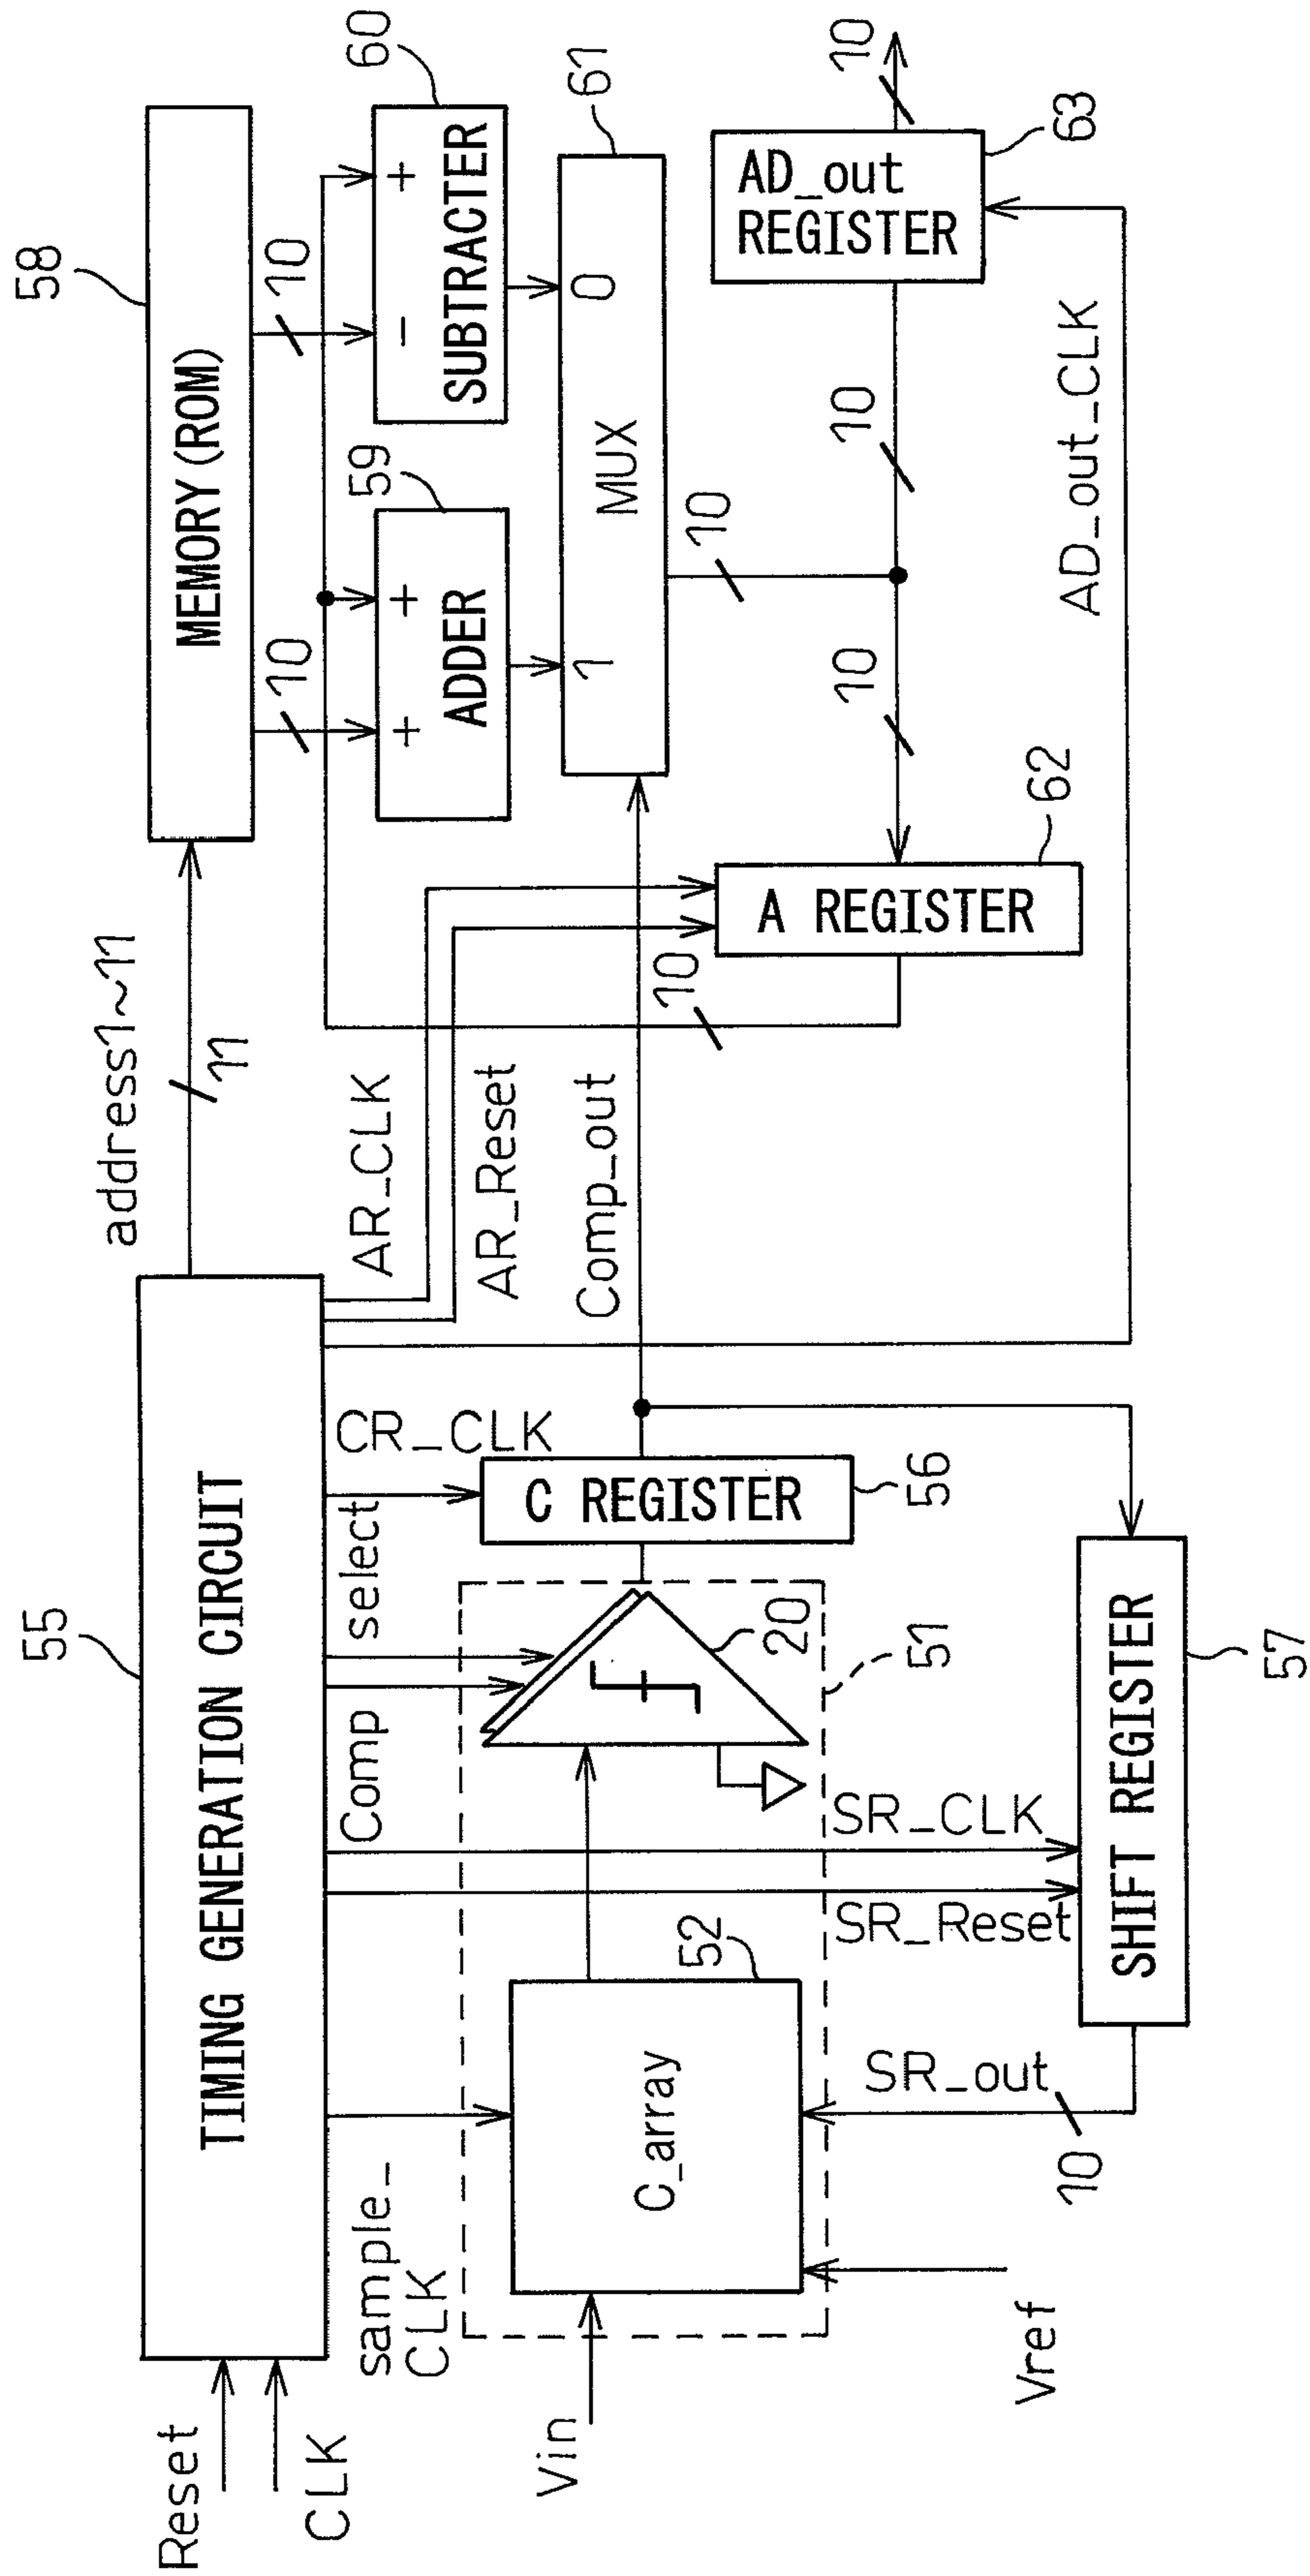 55
58
Reset
CLK
TIMING GENERATION CIRCUIT
address1~11
11
MEMORY (ROM)
sample_
CLK
Comp
select
CR_CLK
AR_CLK
AR_Reset
10
10
59
60
+
+
ADDER
-
+
SUBTRACTER
Vin
C_array
52
20
C REGISTER
56
Comp_out
1
MUX
0
61
51
10
10
A REGISTER
62
10
10
AD_out
REGISTER
63
10
Vref
SR_out
10
SR_Reset
SR_CLK
SHIFT REGISTER
57
AD_out_CLK